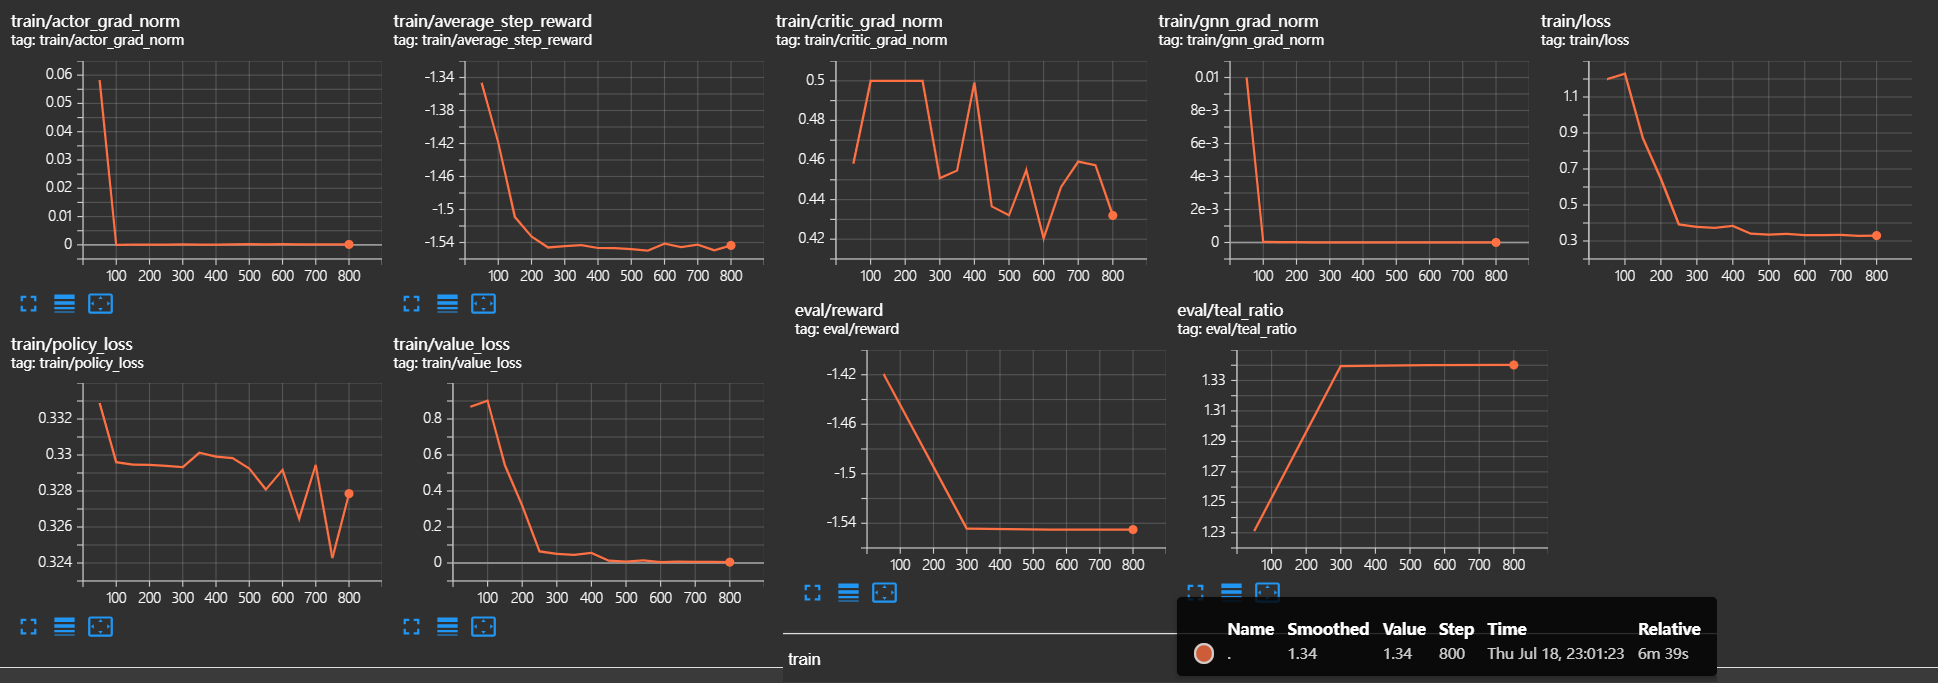 train/actor_grad_norm
tag: train/actor_grad_norm
0.06
0.05
0.04
0.03
0.02
0.01
0
100 200 300 400 500 600 700 800
train/average_step_reward
tag: train/average_step_reward
-1.34
-1.38
-1.42
-1.46
-1.5
-1.54
100 200 300 400 500 600 700 800
train/critic_grad_norm
tag: train/critic_grad_norm
0.5
0.48
0.46
0.44
0.42
100 200 300 400 500 600 700 800
train/gnn_grad_norm
tag: train/gnn_grad_norm
0.01
8e-3
6e-3
4e-3
2e-3
0
100 200 300 400 500 600 700 800
train/loss
tag: train/loss
1.1
0.9
0.7
0.5
0.3
100 200 300 400 500 600 700 800
train/policy_loss
tag: train/policy_loss
0.332
0.33
0.328
0.326
0.324
100 200 300 400 500 600 700 800
train/value_loss
tag: train/value_loss
0.8
0.6
0.4
0.2
0
100 200 300 400 500 600 700 800
eval/reward
tag: eval/reward
-1.42
-1.46
-1.5
-1.54
100 200 300 400 500 600 700 800
eval/teal_ratio
tag: eval/teal_ratio
1.33
1.31
1.29
1.27
1.25
1.23
100 200 300 400 500 600 700 800
train
Name Smoothed Value Step Time Relative
. 1.34 1.34 800 Thu Jul 18, 23:01:23 6m 39s